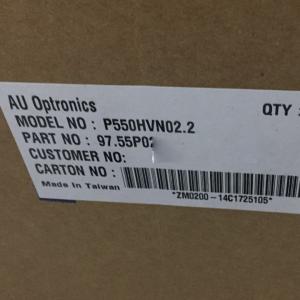 AU Optronics
MODEL NO : P550HVN02.2 QTY
PART NO : 97.55P02
CUSTOMER NO:
CARTON NO :
Made In Taiwan
*ZM0200-14C1725105*